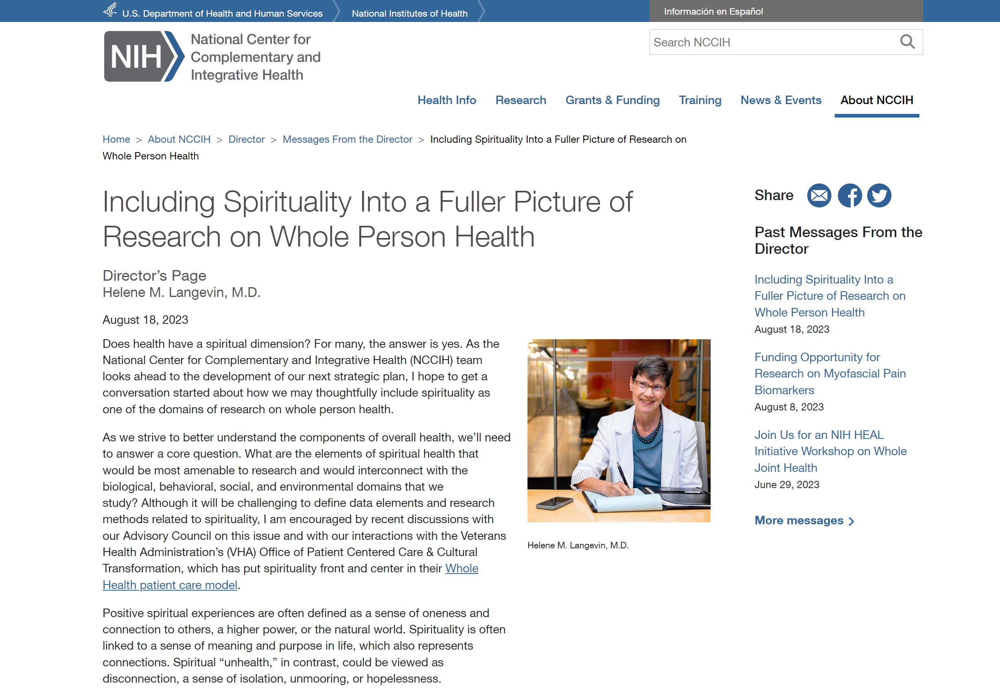 U.S. Department of Health and Human Services
National Institutes of Health
Información en Español
NIH
National Center for
Complementary and
Integrative Health
Search NCCIH
Health Info
Research
Grants & Funding
Training
News & Events
About NCCIH
Home > About NCCIH > Director > Messages From the Director > Including Spirituality Into a Fuller Picture of Research on
Whole Person Health
Including Spirituality Into a Fuller Picture of
Research on Whole Person Health
Director’s Page
Helene M. Langevin, M.D.
August 18, 2023
Does health have a spiritual dimension? For many, the answer is yes. As the
National Center for Complementary and Integrative Health (NCCIH) team
looks ahead to the development of our next strategic plan, I hope to get a
conversation started about how we may thoughtfully include spirituality as
one of the domains of research on whole person health.
As we strive to better understand the components of overall health, we’ll need
to answer a core question. What are the elements of spiritual health that
would be most amenable to research and would interconnect with the
biological, behavioral, social, and environmental domains that we
study? Although it will be challenging to define data elements and research
methods related to spirituality, I am encouraged by recent discussions with
our Advisory Council on this issue and with our interactions with the Veterans
Health Administration’s (VHA) Office of Patient Centered Care & Cultural
Transformation, which has put spirituality front and center in their Whole
Health patient care model.
Positive spiritual experiences are often defined as a sense of oneness and
connection to others, a higher power, or the natural world. Spirituality is often
linked to a sense of meaning and purpose in life, which also represents
connections. Spiritual “unhealth,” in contrast, could be viewed as
disconnection, a sense of isolation, unmooring, or hopelessness.
Helene M. Langevin, M.D.
Share
Past Messages From the
Director
Including Spirituality Into a
Fuller Picture of Research on
Whole Person Health
August 18, 2023
Funding Opportunity for
Research on Myofascial Pain
Biomarkers
August 8, 2023
Join Us for an NIH HEAL
Initiative Workshop on Whole
Joint Health
June 29, 2023
More messages